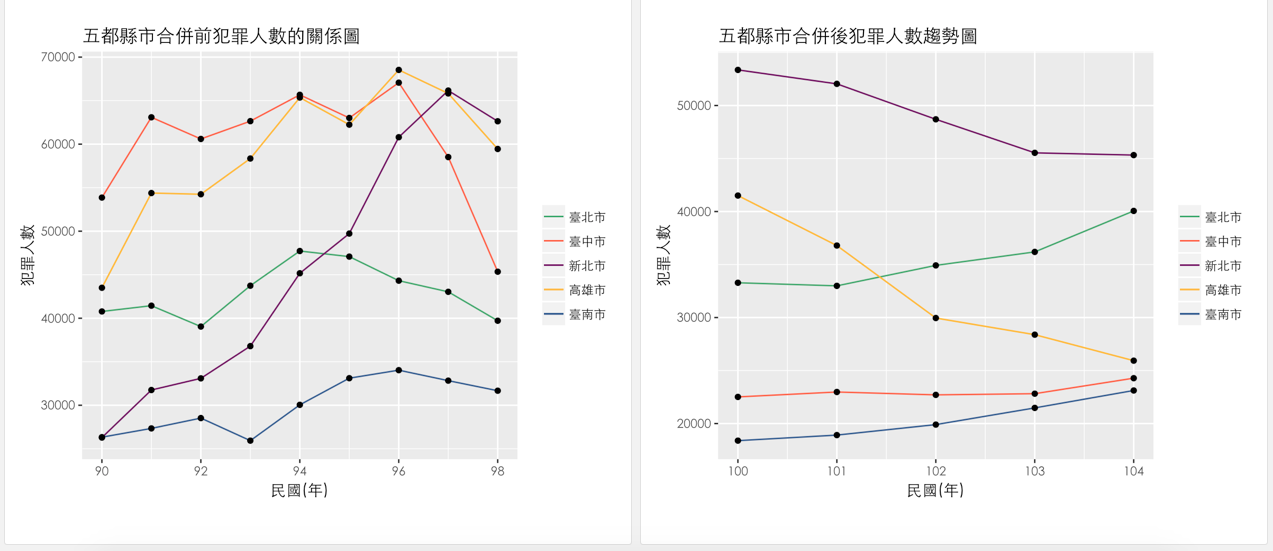 五都縣市合併前犯罪人數的關係圖
70000
60000
50000
40000
30000
犯罪人數
90
92
94
96
98
民國(年)
臺北市
臺中市
新北市
高雄市
臺南市
五都縣市合併後犯罪人數趨勢圖
50000
40000
30000
20000
犯罪人數
100
101
102
103
104
民國(年)
臺北市
臺中市
新北市
高雄市
臺南市